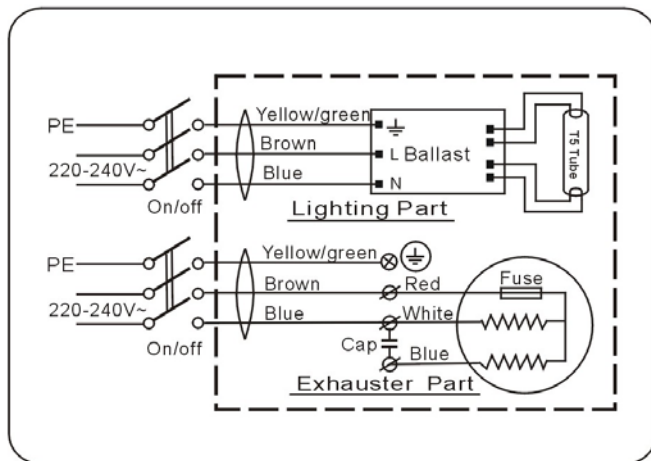 Yellow/green
PE
Brown
L Ballast
220-240V~
Blue
N
T5 Tube
On/off
Lighting Part
Yellow/green
PE
Brown
Red
Fuse
220-240V~
Blue
White
On/off
Cap
Blue
Exhauster Part